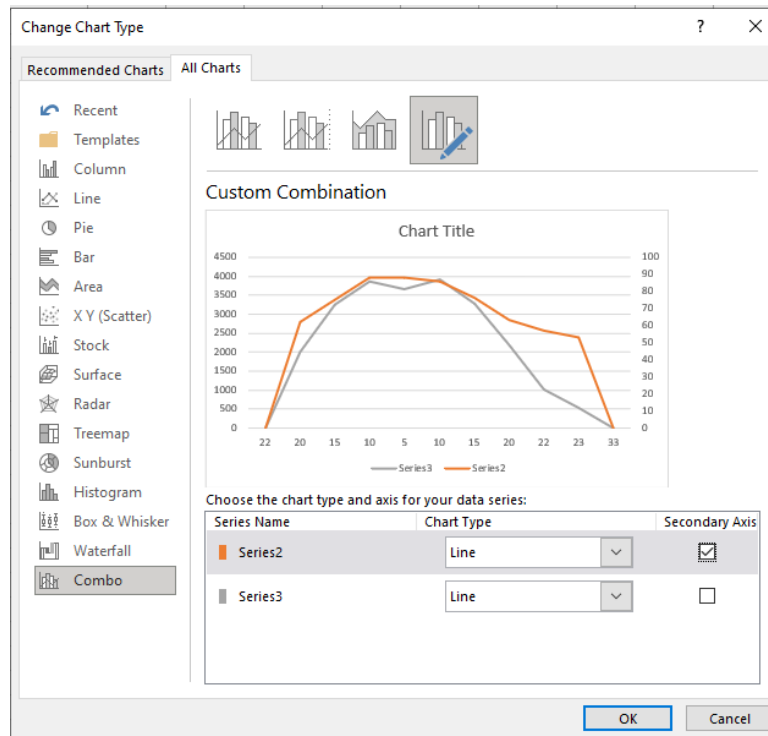 Change Chart Type ? ×
Recommended Charts All Charts
Recent
Templates
Column
Line
Pie
Bar
Area
X Y (Scatter)
Stock
Surface
Radar
Treemap
Sunburst
Histogram
Box & Whisker
Waterfall
Combo
Custom Combination
Chart Title
4500 100
4000 90
3500 80
3000 70
2500 60
2000 50
1500 40
1000 30
500 20
0 10
0
22 20 15 10 5 10 15 20 22 23 33
Series3 Series2
Choose the chart type and axis for your data series:
Series Name Chart Type Secondary Axis
Series2 Line
Series3 Line
OK Cancel